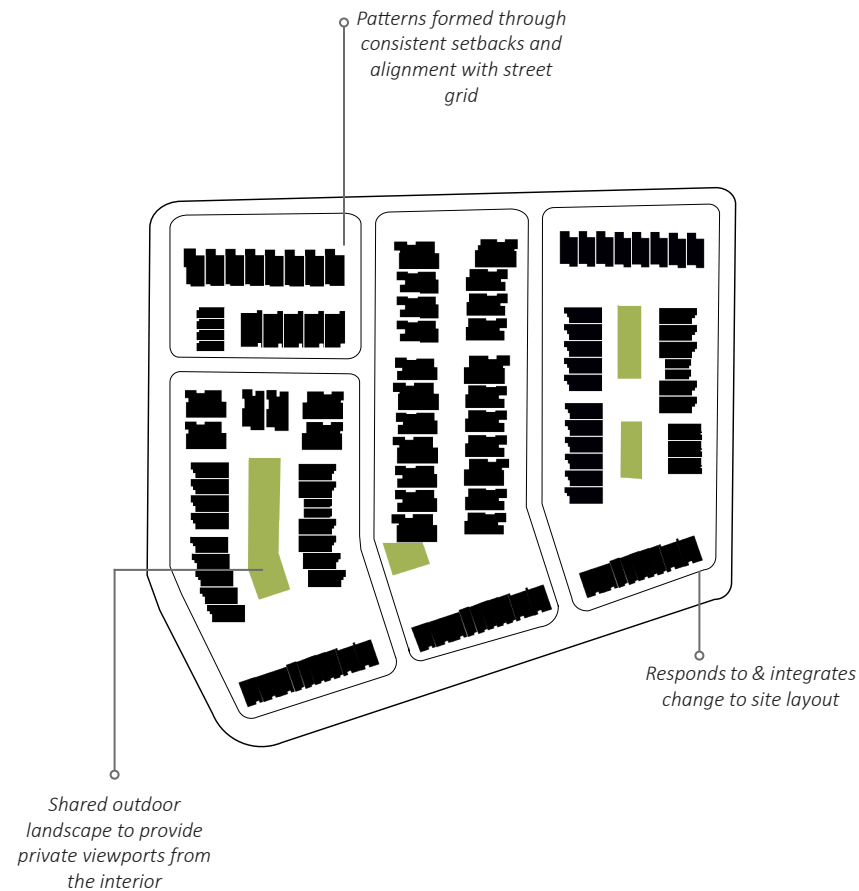 Patterns formed through
consistent setbacks and
alignment with street
grid
Responds to & integrates
change to site layout
Shared outdoor
landscape to provide
private viewports from
the interior